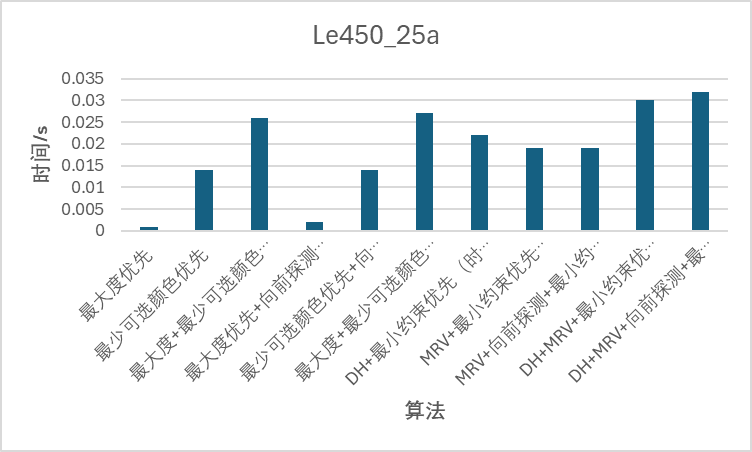 Le450_25a
时间/s
0.035
0.03
0.025
0.02
0.015
0.01
0.005
0
最大度优先
最少可选颜色优先
最大度+最少可选颜色…
最大度优先+向前探测…
最少可选颜色优先+向…
最大度+最少可选颜色…
DH+最小约束优先（时…
MRV+最小约束优先…
MRV+向前探测+最小约…
DH+MRV+最小约束优…
DH+MRV+向前探测+最…
算法